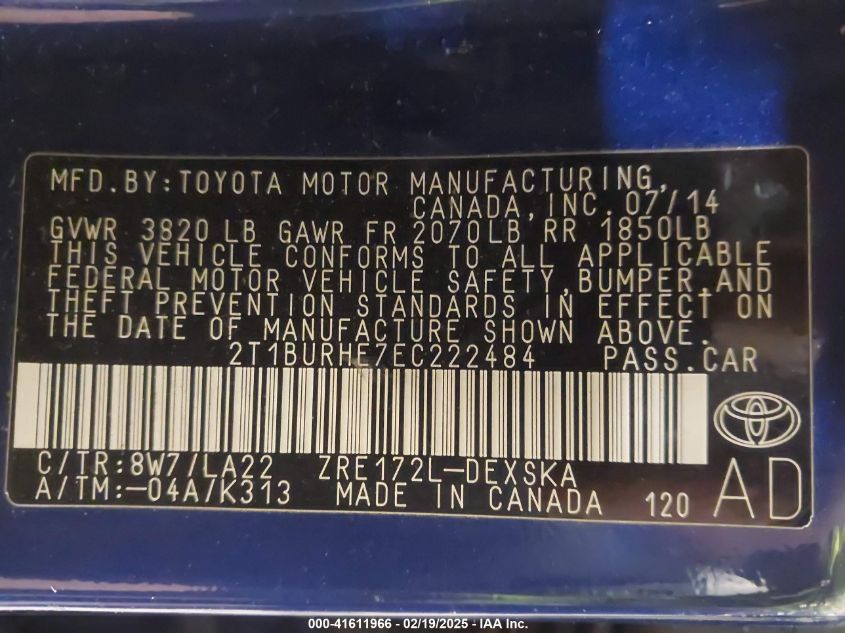 MFD.BY:TOYOTA MOTOR MANUFACTURING,
CANADA,INC.07/14
GVWR 3820 LB GAWR FR 2070LB RR 1850LB
THIS VEHICLE CONFORMS TO ALL APPLICABLE
FEDERAL MOTOR VEHICLE SAFETY,BUMPER,AND
THEFT PREVENTION STANDARDS IN EFFECT ON
THE DATE OF MANUFACTURE SHOWN ABOVE.
2T1BURHE7EC222484 PASS.CAR
C/TR:8W7/LA22 ZRE172L-DEXSKA
A/TM:-04A/K313 MADE IN CANADA 120 AD
000-41611966 - 02/19/2025 - IAA Inc.